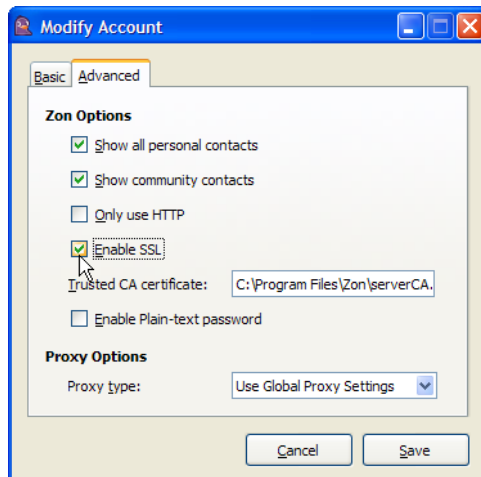 Modify Account
Basic Advanced
Zon Options
Show all personal contacts
Show community contacts
Only use HTTP
Enable SSL
Trusted CA certificate: C:\Program Files\Zon\serverCA.
Enable Plain-text password
Proxy Options
Proxy type: Use Global Proxy Settings
Cancel Save